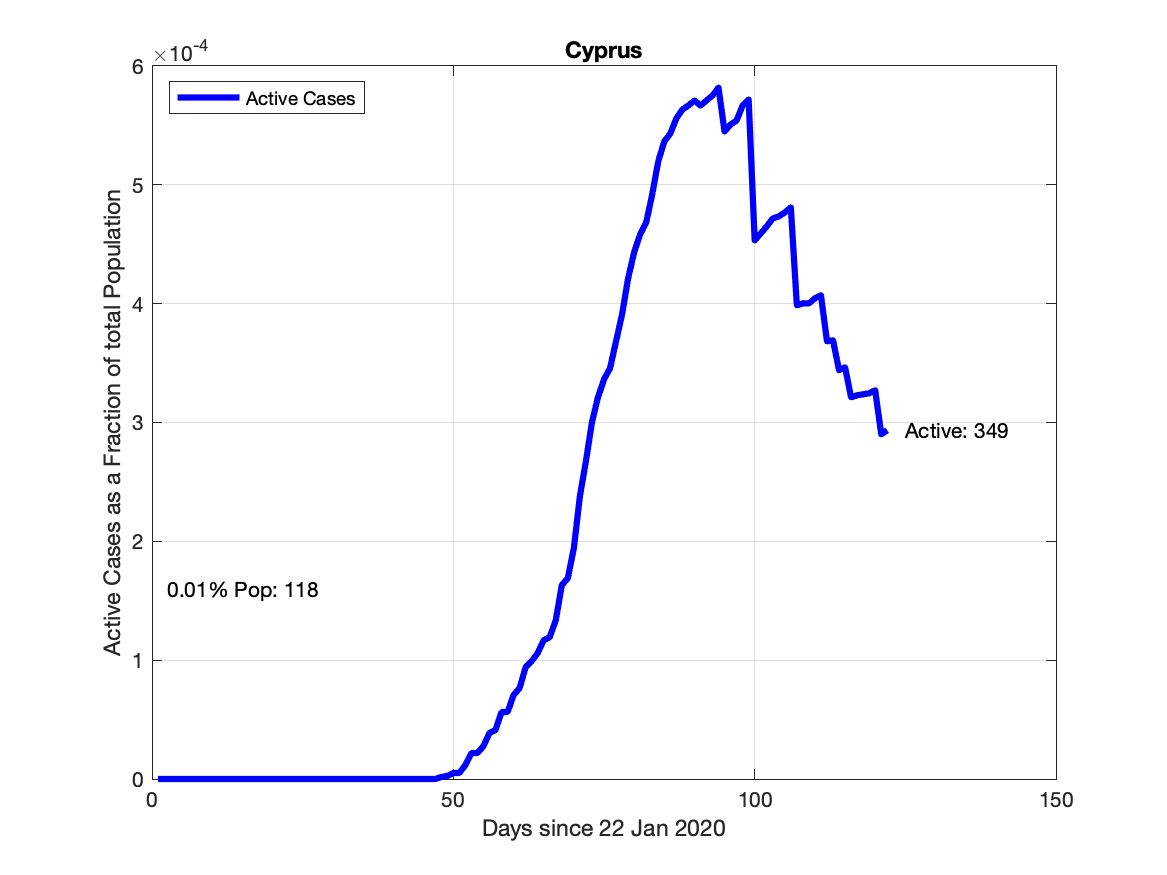 Cyprus
×10⁻⁴
Active Cases
6
5
4
3
2
1
0
Active Cases as a Fraction of total Population
Active: 349
0.01% Pop: 118
0 50 100 150
Days since 22 Jan 2020